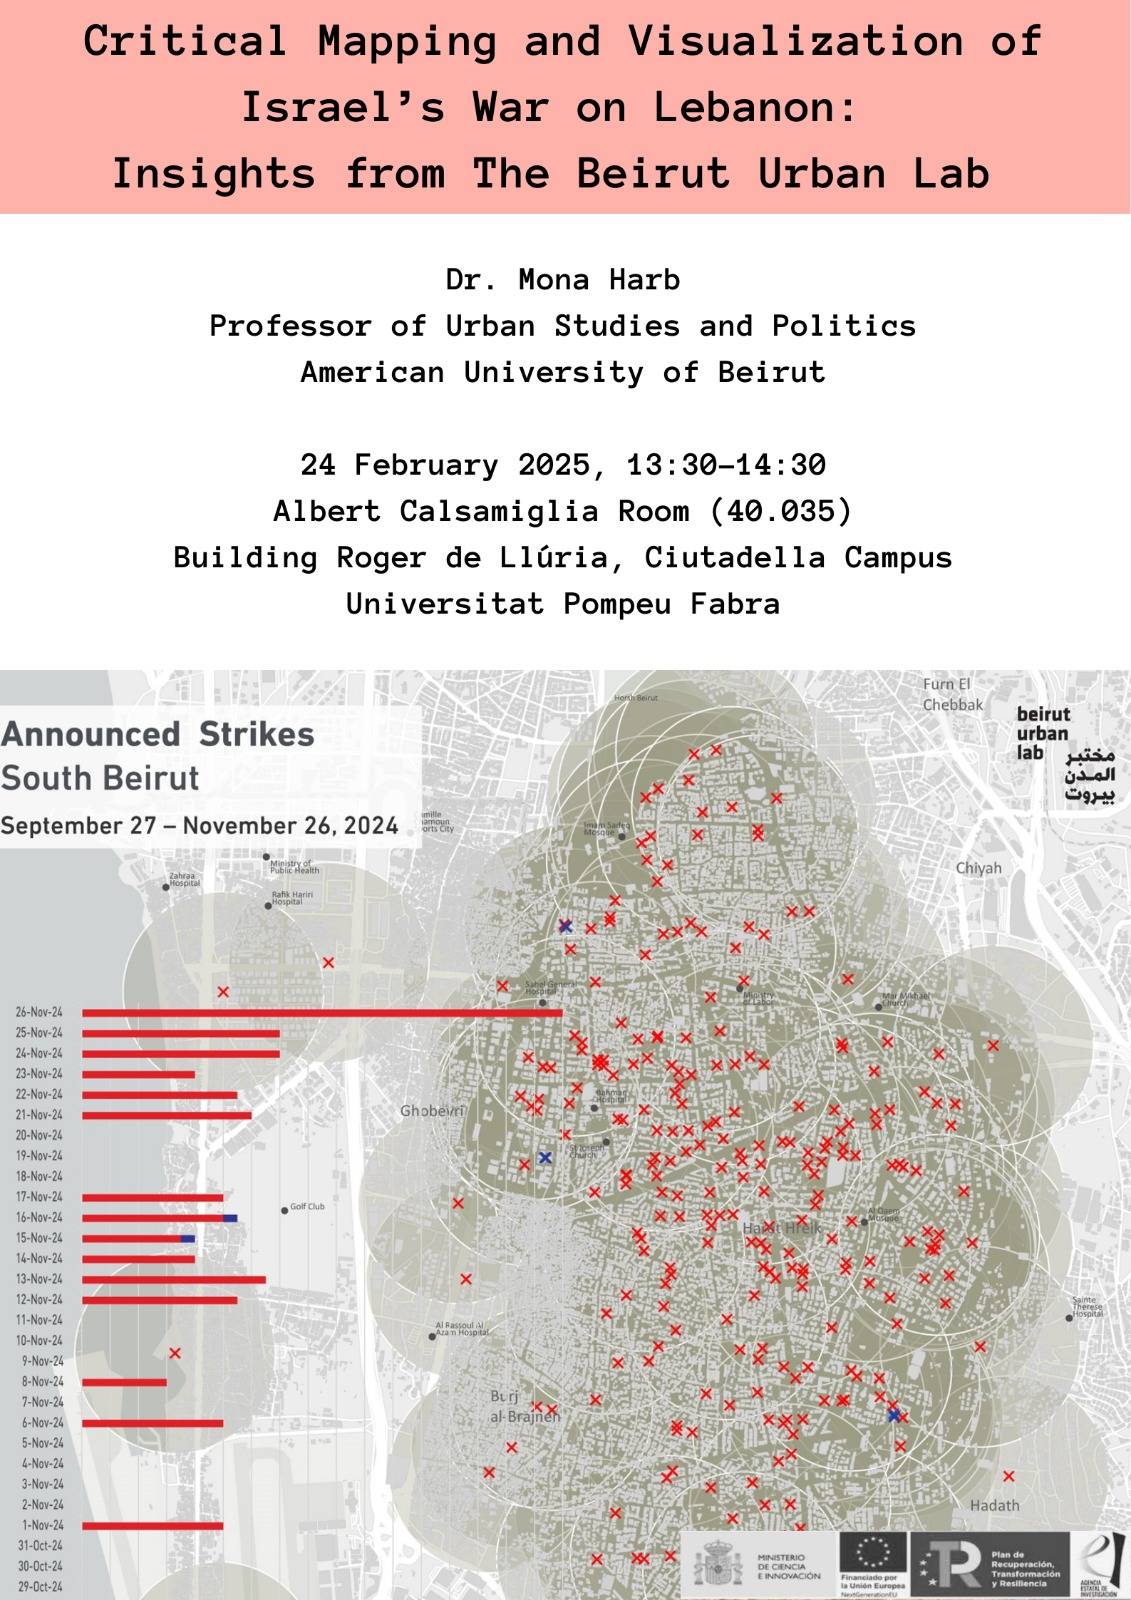 Critical Mapping and Visualization of
Israel’s War on Lebanon:
Insights from The Beirut Urban Lab
Dr. Mona Harb
Professor of Urban Studies and Politics
American University of Beirut
24 February 2025, 13:30–14:30
Albert Calsamiglia Room (40.035)
Building Roger de Llúria, Ciutadella Campus
Universitat Pompeu Fabra
Announced Strikes
South Beirut
September 27 – November 26, 2024
Horsh Beirut
Furn El
Chebbak
beirut
urban
lab
مختبر
المدن
بيروت
Imam Sadeq
Mosque
Ministry of
Public Health
Zahraa
Hospital
Rafik Hariri
Hospital
Chiyah
Sahel General
Hospital
Ministry
of Labor
Mar Mikhael
Church
26-Nov-24
25-Nov-24
24-Nov-24
23-Nov-24
22-Nov-24
21-Nov-24
20-Nov-24
19-Nov-24
18-Nov-24
17-Nov-24
16-Nov-24
15-Nov-24
14-Nov-24
13-Nov-24
12-Nov-24
11-Nov-24
10-Nov-24
9-Nov-24
8-Nov-24
7-Nov-24
6-Nov-24
5-Nov-24
4-Nov-24
3-Nov-24
2-Nov-24
1-Nov-24
31-Oct-24
30-Oct-24
29-Oct-24
Bahman
Hospital
Ghobeyri
St Joseph
Church
Golf Club
Haret Hreik
Al Qaem
Mosque
Al Rassoul Al
Azam Hospital
Sainte
Therese
Hospital
Burj
al-Brajneh
Hadath
MINISTERIO
DE CIENCIA
E INNOVACIÓN
Financiado por
la Unión Europea
NextGenerationEU
TR
Plan de
Recuperación,
Transformación
y Resiliencia
AGENCIA
ESTATAL DE
INVESTIGACIÓN